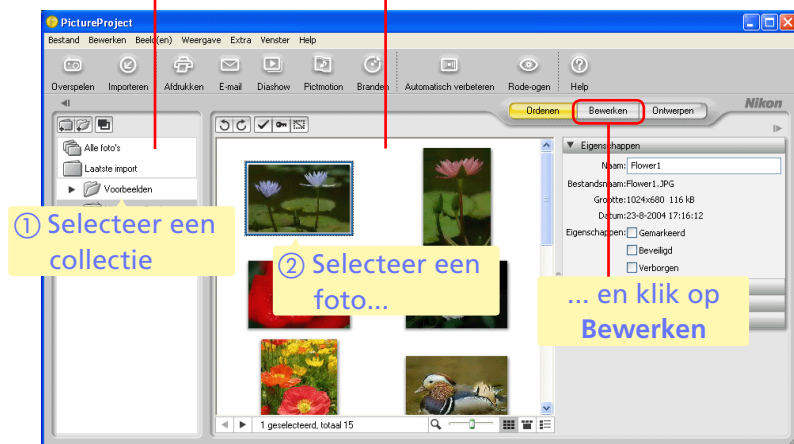 PictureProject
Bestand Bewerken Beeld(en) Weergave Extra Venster Help
Overspelen Importeren Afdrukken E-mail Diashow Pictmotion Branden Automatisch verbeteren Rode-ogen Help
Ordenen Bewerken Ontwerpen Nikon
Alle foto's
Laatste import
Voorbeelden
① Selecteer een
collectie
② Selecteer een
foto...
Eigenschappen
Naam: Flower1
Bestandsnaam:Flower1.JPG
Grootte:1024x680 116 kB
Datum:23-8-2004 17:16:12
Eigenschappen: Gemarkeerd
Beveiligd
Verborgen
... en klik op
Bewerken
1 geselecteerd, totaal 15